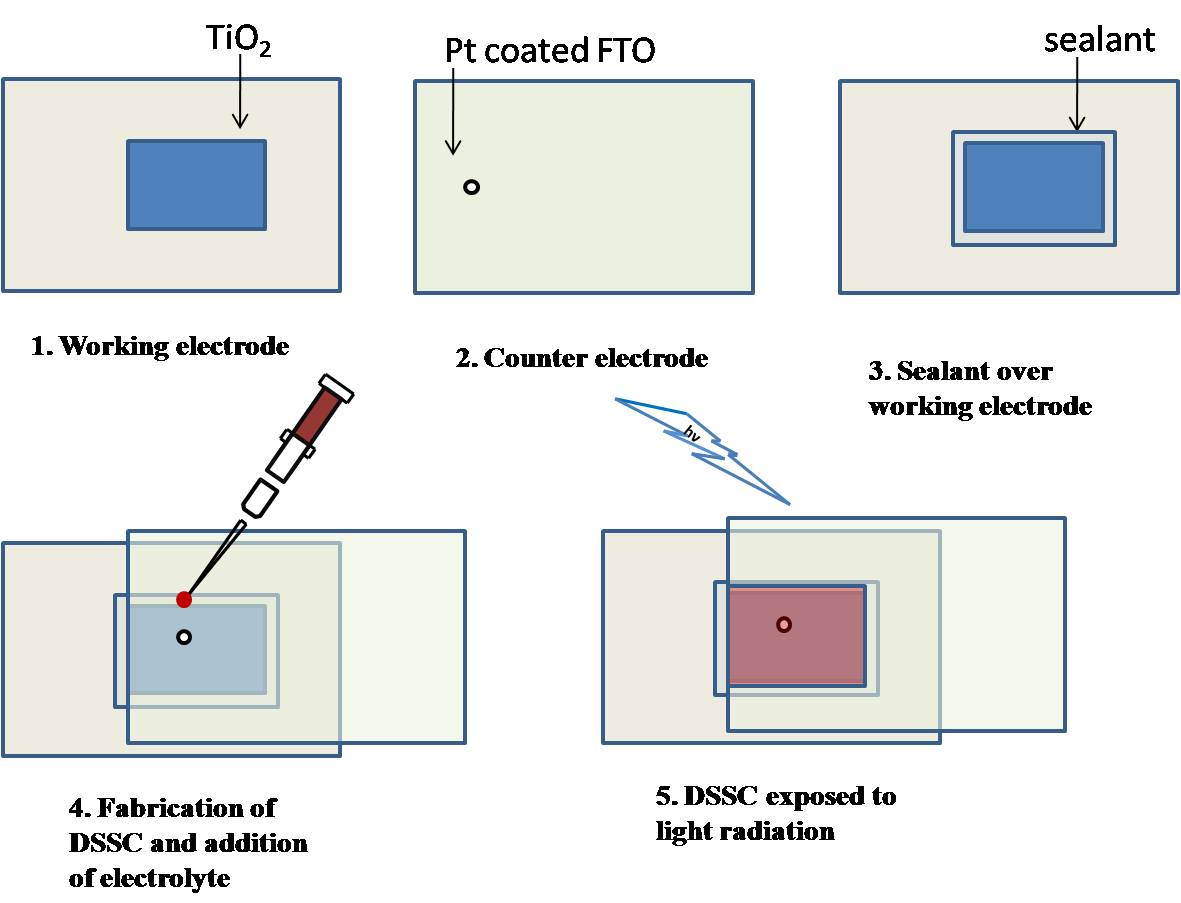 TiO₂
Pt coated FTO
sealant
1. Working electrode
2. Counter electrode
3. Sealant over
working electrode
hv
4. Fabrication of
DSSC and addition
of electrolyte
5. DSSC exposed to
light radiation